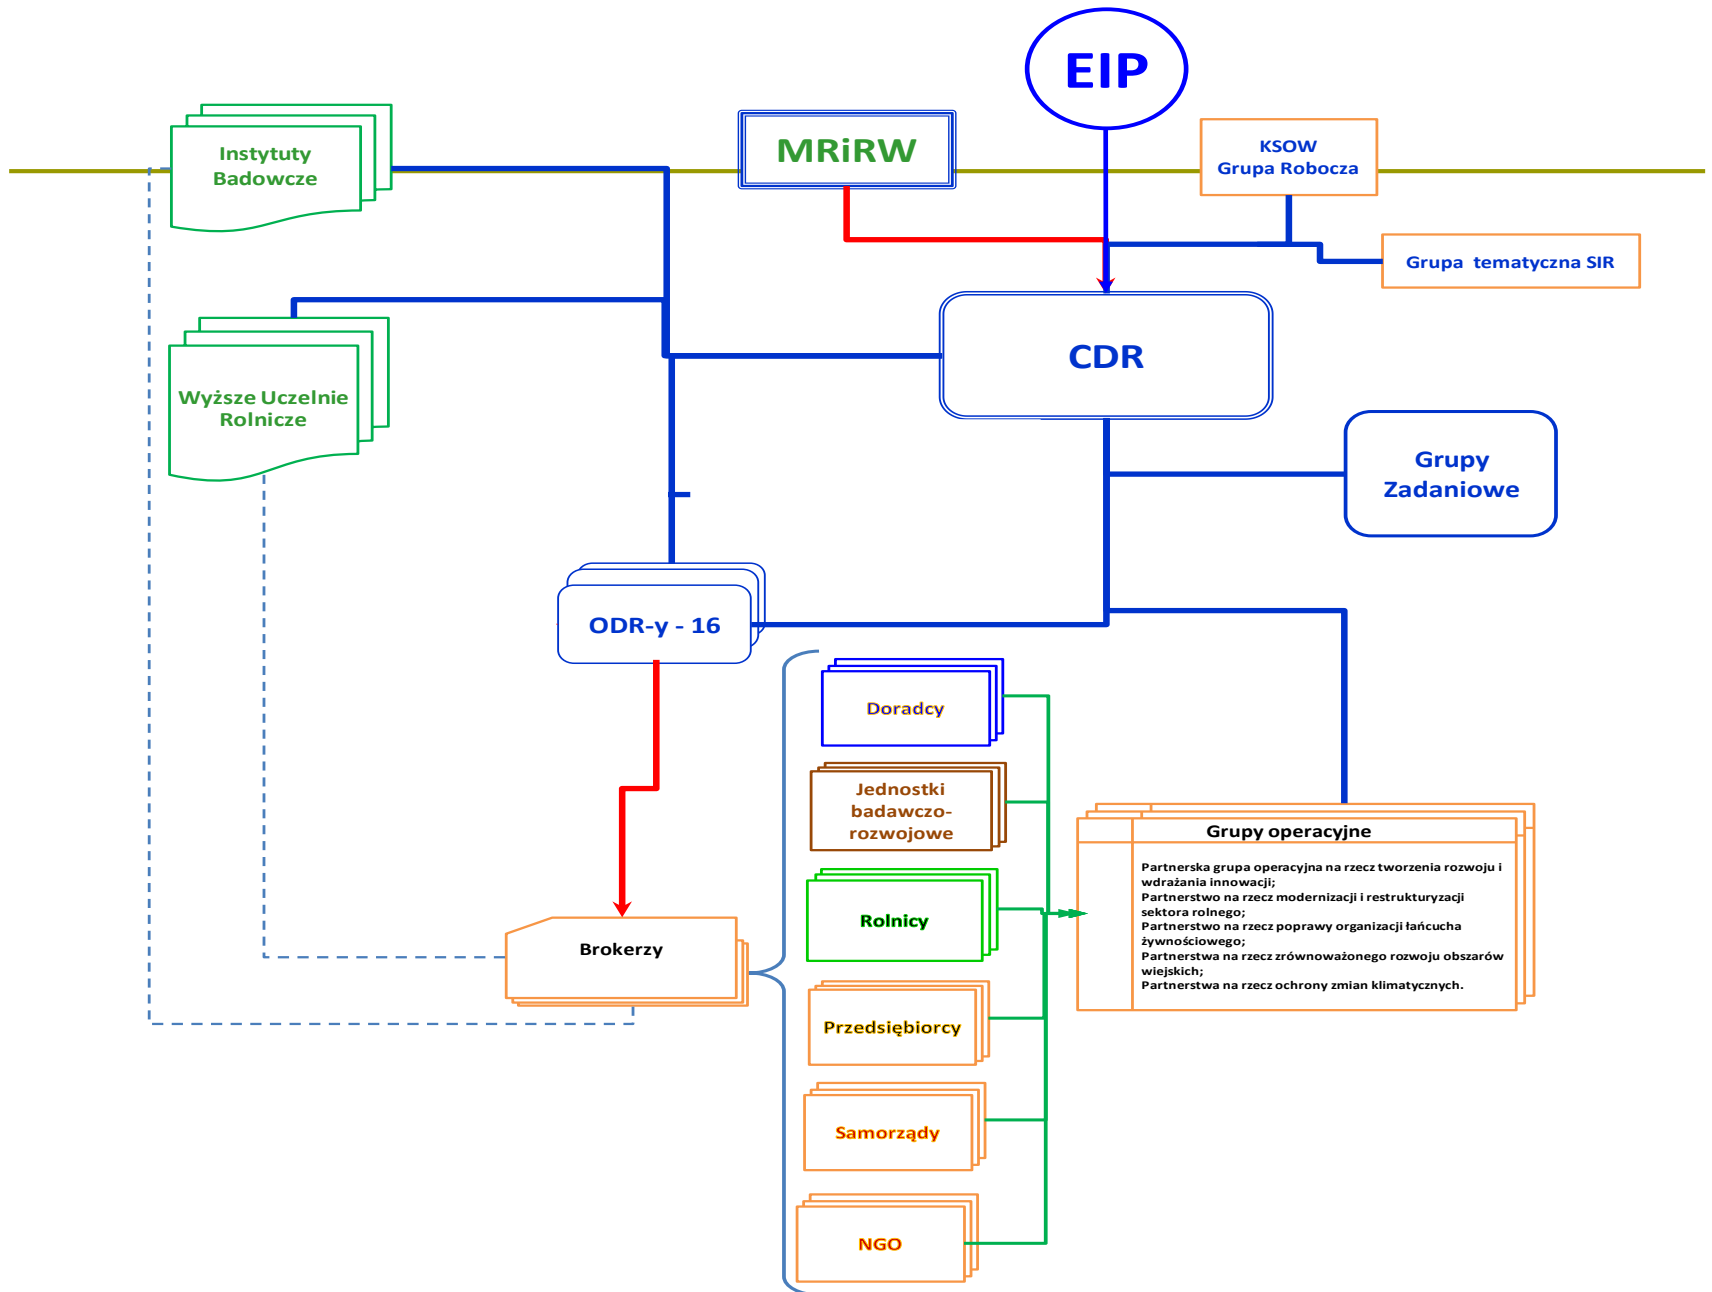 EIP
MRiRW
KSOW
Grupa Robocza
Instytuty
Badowcze
Grupa  tematyczna SIR
CDR
Wyższe Uczelnie
Rolnicze
Grupy
Zadaniowe
ODR-y - 16
Doradcy
Jednostki
badawczo-
rozwojowe
Grupy operacyjne
Partnerska grupa operacyjna na rzecz tworzenia rozwoju i
wdrażania innowacji;
Partnerstwo na rzecz modernizacji i restrukturyzacji
sektora rolnego;
Partnerstwo na rzecz poprawy organizacji łańcucha
żywnościowego;
Partnerstwa na rzecz zrównoważonego rozwoju obszarów
wiejskich;
Partnerstwa na rzecz ochrony zmian klimatycznych.
Rolnicy
Brokerzy
Przedsiębiorcy
Samorządy
NGO